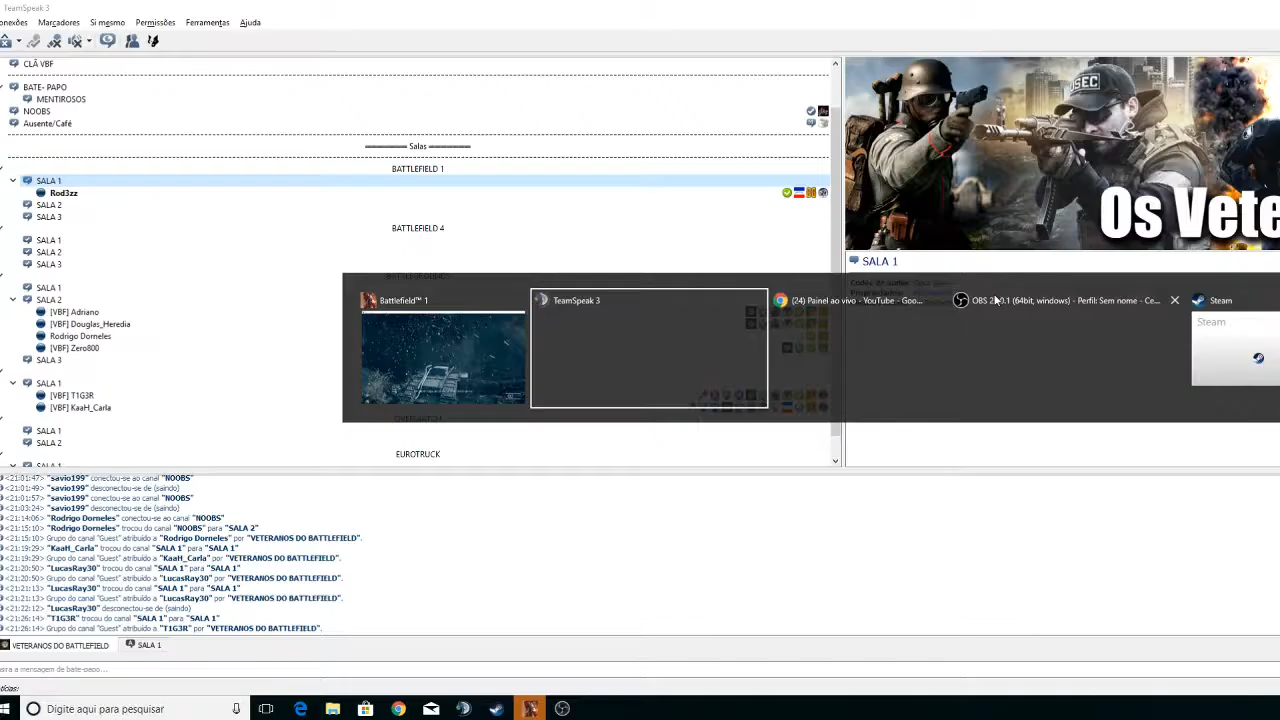 TeamSpeak 3
onexões Marcadores Si mesmo Permissões Ferramentas Ajuda
CLÃ VBF
BATE- PAPO
MENTIROSOS
NOOBS
Ausente/Café
Salas
BATTLEFIELD 1
SALA 1
Rod3zz
SALA 2
SALA 3
BATTLEFIELD 4
SALA 1
SALA 2
SALA 3
SALA 1
SALA 2
[VBF] Adriano
[VBF] Douglas_Heredia
Rodrigo Dorneles
[VBF] Zero800
SALA 3
SALA 1
[VBF] T1G3R
[VBF] KaaH_Carla
SALA 1
SALA 2
EUROTRUCK
SALA 1
USEC
Os Vete
SALA 1
Battlefield™ 1
TeamSpeak 3
(24) Painel ao vivo - YouTube - Goo...
(64bit, windows) - Perfil: Sem nome - Ce...
Steam
Steam
<21:01:47> "savio199" conectou-se ao canal "NOOBS"
<21:01:49> "savio199" desconectou-se de (saindo)
<21:01:57> "savio199" conectou-se ao canal "NOOBS"
<21:03:24> "savio199" desconectou-se de (saindo)
<21:14:06> "Rodrigo Dorneles" conectou-se ao canal "NOOBS"
<21:15:10> "Rodrigo Dorneles" trocou do canal "NOOBS" para "SALA 2"
<21:15:10> Grupo do canal "Guest" atribuído a "Rodrigo Dorneles" por "VETERANOS DO BATTLEFIELD".
<21:19:29> "KaaH_Carla" trocou do canal "SALA 1" para "SALA 1"
<21:19:29> Grupo do canal "Guest" atribuído a "KaaH_Carla" por "VETERANOS DO BATTLEFIELD".
<21:20:50> "LucasRay30" trocou do canal "SALA 1" para "SALA 1"
<21:20:50> Grupo do canal "Guest" atribuído a "LucasRay30" por "VETERANOS DO BATTLEFIELD".
<21:21:13> "LucasRay30" trocou do canal "SALA 1" para "SALA 1"
<21:21:13> Grupo do canal "Guest" atribuído a "LucasRay30" por "VETERANOS DO BATTLEFIELD".
<21:22:12> "LucasRay30" desconectou-se de (saindo)
<21:26:14> "T1G3R" trocou do canal "SALA 1" para "SALA 1"
<21:26:14> Grupo do canal "Guest" atribuído a "T1G3R" por "VETERANOS DO BATTLEFIELD".
VETERANOS DO BATTLEFIELD SALA 1
sira a mensagem de bate-papo...
tícias:
Digite aqui para pesquisar